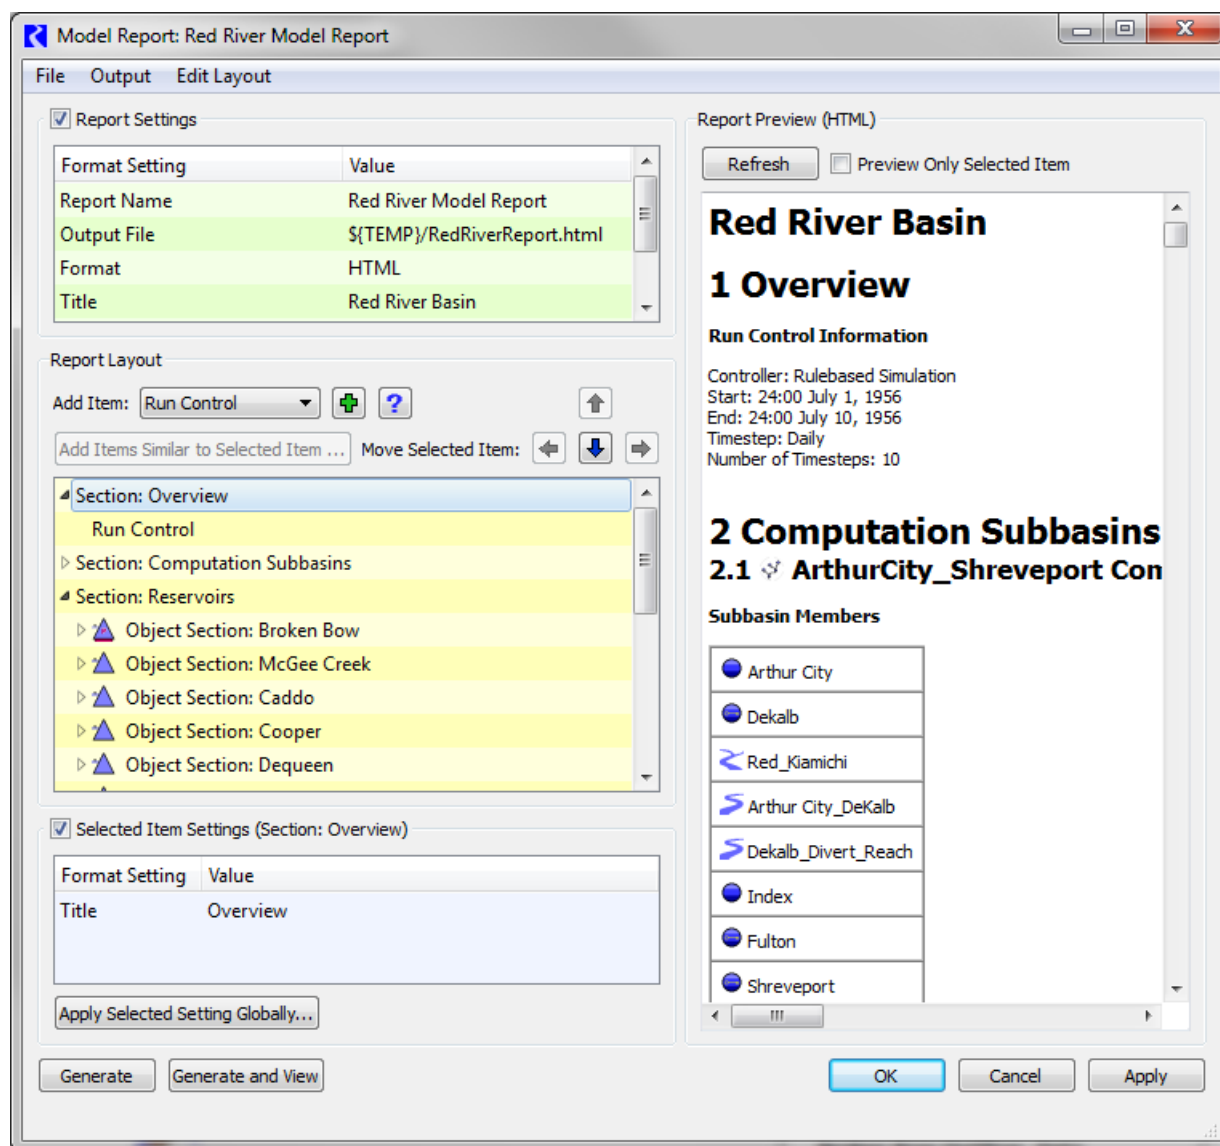 Model Report: Red River Model Report
File Output Edit Layout
Report Settings
Format Setting Value
Report Name Red River Model Report
Output File ${TEMP}/RedRiverReport.html
Format HTML
Title Red River Basin
Report Layout
Add Item: Run Control
Add Items Similar to Selected Item ... Move Selected Item:
Section: Overview
Run Control
Section: Computation Subbasins
Section: Reservoirs
Object Section: Broken Bow
Object Section: McGee Creek
Object Section: Caddo
Object Section: Cooper
Object Section: Dequeen
Selected Item Settings (Section: Overview)
Format Setting Value
Title Overview
Apply Selected Setting Globally...
Generate Generate and View
Report Preview (HTML)
Refresh Preview Only Selected Item
Red River Basin
1 Overview
Run Control Information
Controller: Rulebased Simulation
Start: 24:00 July 1, 1956
End: 24:00 July 10, 1956
Timestep: Daily
Number of Timesteps: 10
2 Computation Subbasins
2.1 ArthurCity_Shreveport Com
Subbasin Members
Arthur City
Dekalb
Red_Kiamichi
Arthur City_DeKalb
Dekalb_Divert_Reach
Index
Fulton
Shreveport
OK Cancel Apply